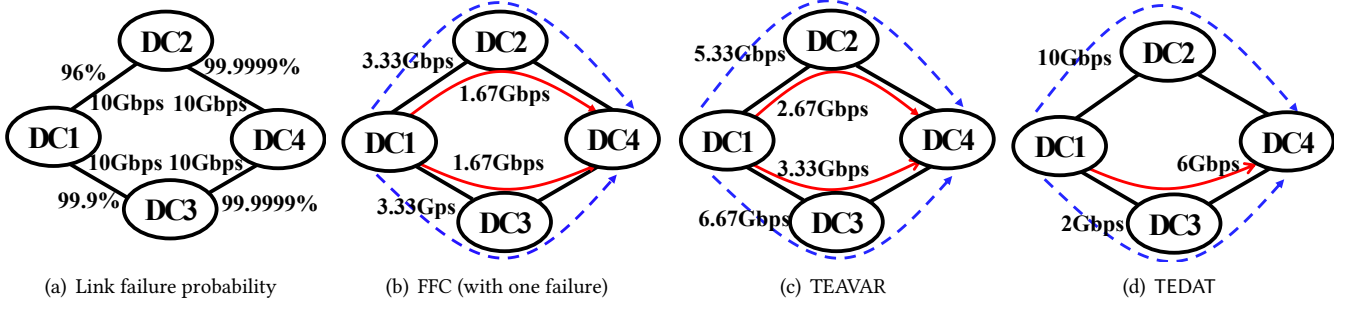 DC2
96%
99.9999%
10Gbps
10Gbps
DC1
DC4
10Gbps
10Gbps
99.9%
DC3
99.9999%
(a) Link failure probability
DC2
3.33Gbps
1.67Gbps
DC1
DC4
1.67Gbps
3.33Gps
DC3
(b) FFC (with one failure)
DC2
5.33Gbps
2.67Gbps
DC1
DC4
3.33Gbps
6.67Gbps
DC3
(c) TEAVAR
DC2
10Gbps
DC1
DC4
6Gbps
2Gbps
DC3
(d) TEDAT